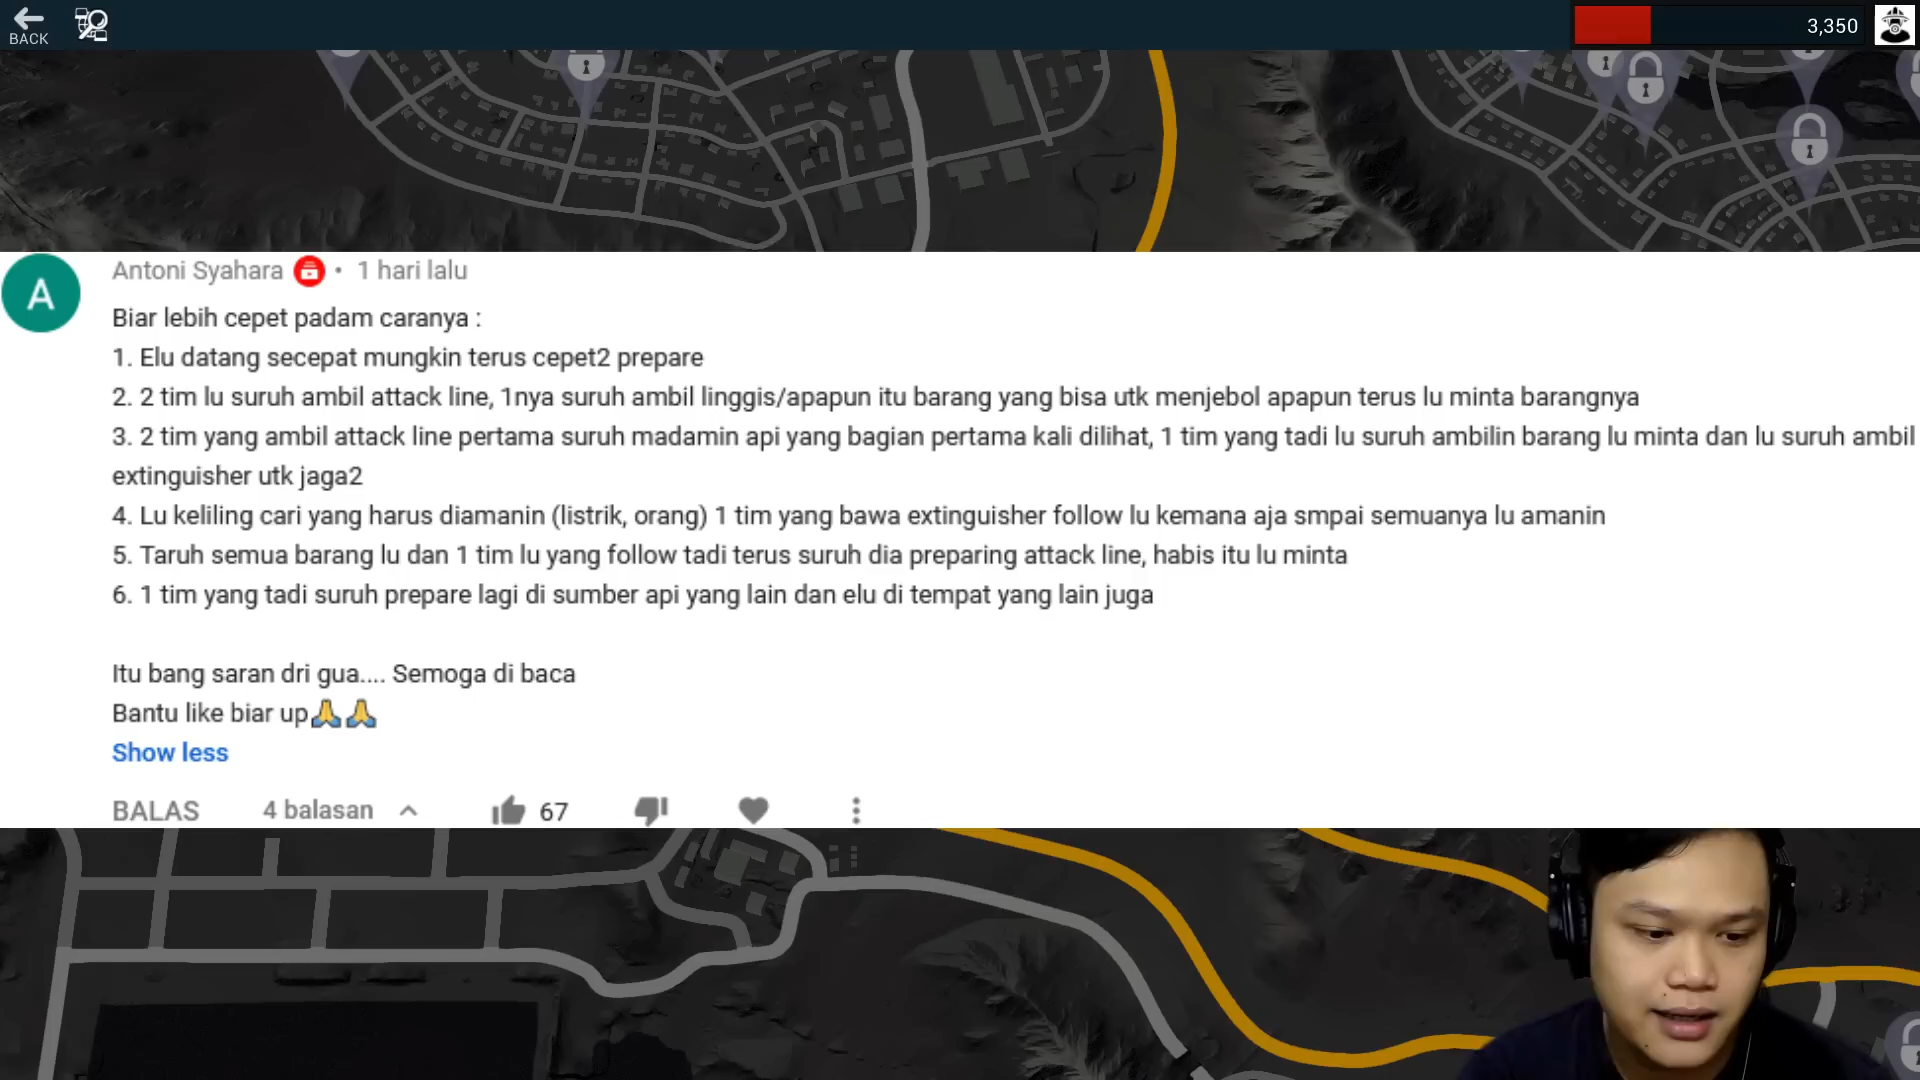 BACK
3,350
A
Antoni Syahara • 1 hari lalu
Biar lebih cepet padam caranya :
1. Elu datang secepat mungkin terus cepet2 prepare
2. 2 tim lu suruh ambil attack line, 1nya suruh ambil linggis/apapun itu barang yang bisa utk menjebol apapun terus lu minta barangnya
3. 2 tim yang ambil attack line pertama suruh madamin api yang bagian pertama kali dilihat, 1 tim yang tadi lu suruh ambilin barang lu minta dan lu suruh ambil
extinguisher utk jaga2
4. Lu keliling cari yang harus diamanin (listrik, orang) 1 tim yang bawa extinguisher follow lu kemana aja smpai semuanya lu amanin
5. Taruh semua barang lu dan 1 tim lu yang follow tadi terus suruh dia preparing attack line, habis itu lu minta
6. 1 tim yang tadi suruh prepare lagi di sumber api yang lain dan elu di tempat yang lain juga
Itu bang saran dri gua.... Semoga di baca
Bantu like biar up🙏🙏
Show less
BALAS 4 balasan 67